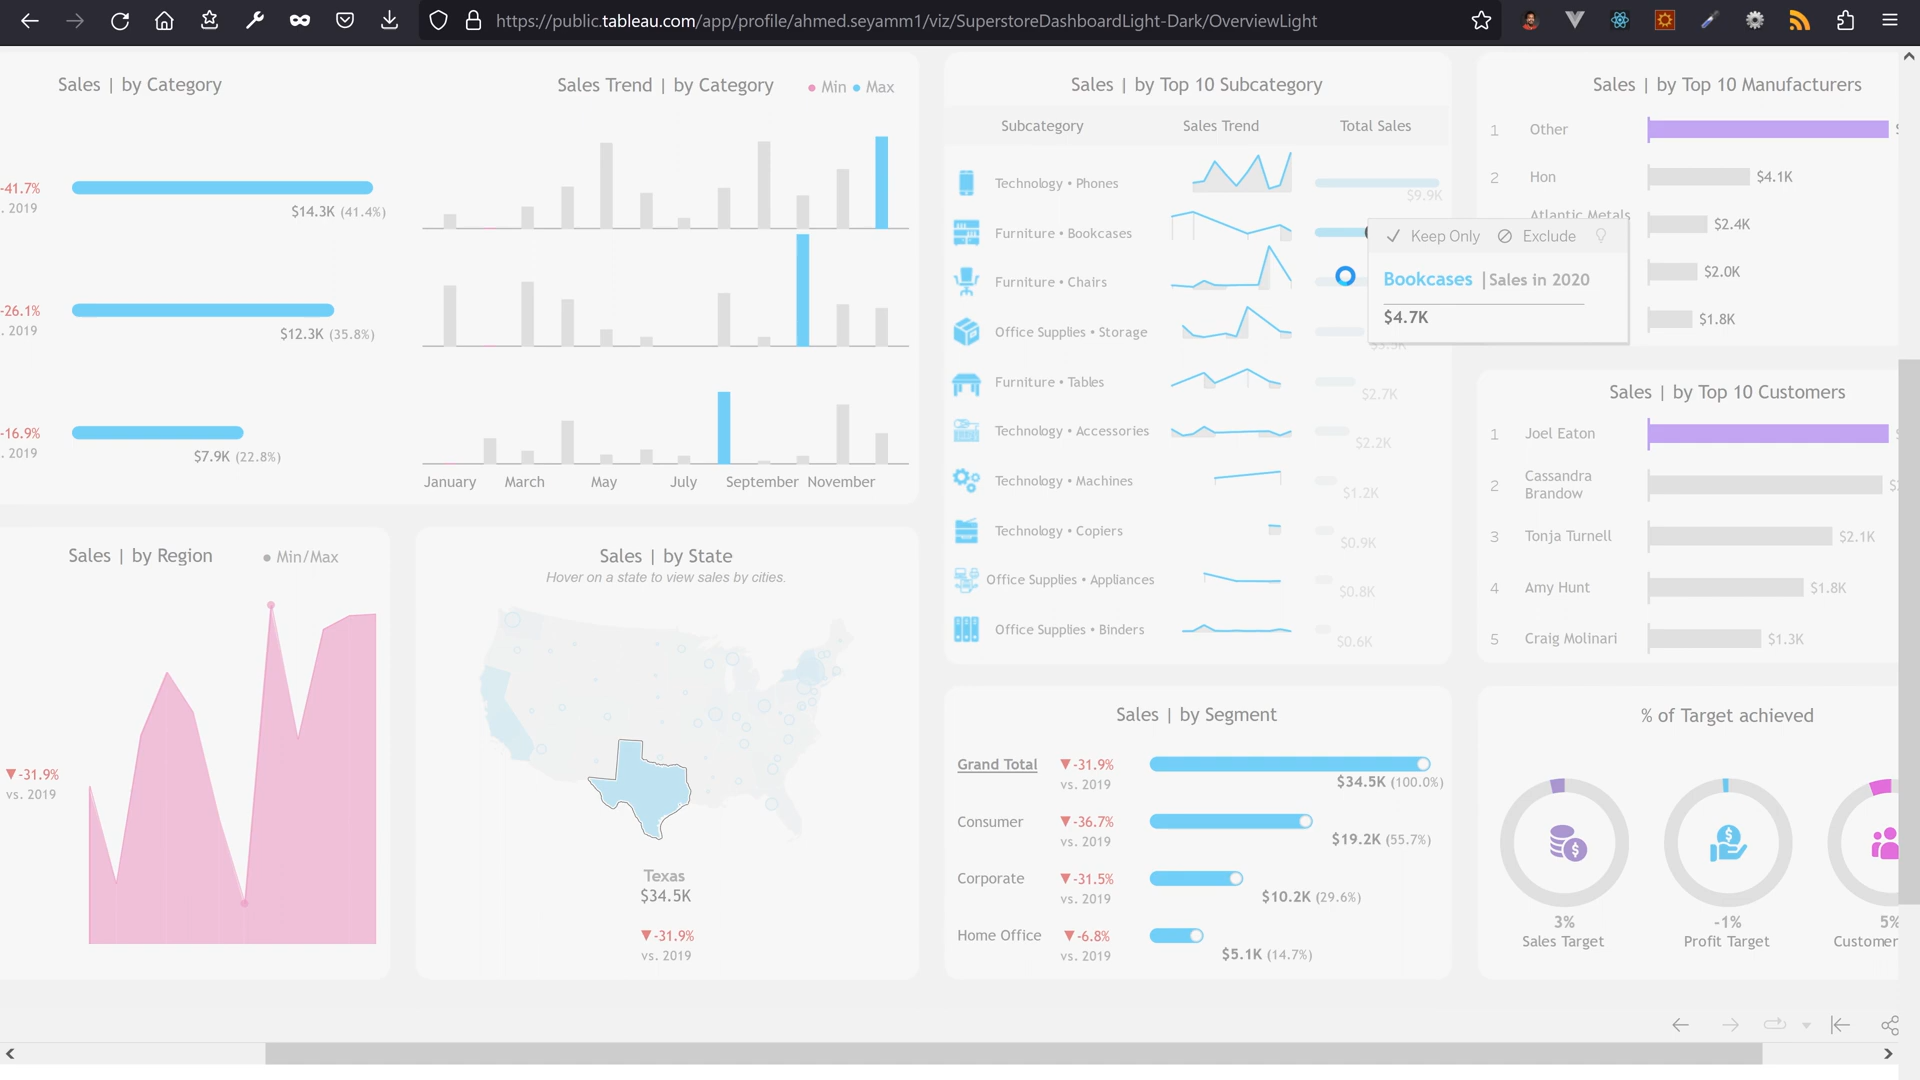 https://public.tableau.com/app/profile/ahmed.seyamm1/viz/SuperstoreDashboardLight-Dark/OverviewLight
Sales | by Category
-41.7%
. 2019
$14.3K (41.4%)
-26.1%
. 2019
$12.3K (35.8%)
-16.9%
. 2019
$7.9K (22.8%)
Sales Trend | by Category
Min Max
January March May July September November
Sales | by Region
Min/Max
▼-31.9%
vs. 2019
Sales | by State
Hover on a state to view sales by cities.
Texas
$34.5K
▼-31.9%
vs. 2019
Sales | by Top 10 Subcategory
Subcategory Sales Trend Total Sales
Technology • Phones
$9.9K
Furniture • Bookcases
Furniture • Chairs
Office Supplies • Storage
Furniture • Tables
$2.7K
Technology • Accessories
$2.2K
Technology • Machines
$1.2K
Technology • Copiers
$0.9K
Office Supplies • Appliances
$0.8K
Office Supplies • Binders
$0.6K
Keep Only Exclude
Bookcases | Sales in 2020
$4.7K
Sales | by Segment
Grand Total ▼-31.9%
vs. 2019
$34.5K (100.0%)
Consumer ▼-36.7%
vs. 2019
$19.2K (55.7%)
Corporate ▼-31.5%
vs. 2019
$10.2K (29.6%)
Home Office ▼-6.8%
vs. 2019
$5.1K (14.7%)
Sales | by Top 10 Manufacturers
1 Other
2 Hon $4.1K
Atlantic Metals
$2.4K
$2.0K
$1.8K
Sales | by Top 10 Customers
1 Joel Eaton
2 Cassandra
Brandow
3 Tonja Turnell $2.1K
4 Amy Hunt $1.8K
5 Craig Molinari $1.3K
% of Target achieved
3%
Sales Target
-1%
Profit Target
5%
Customer